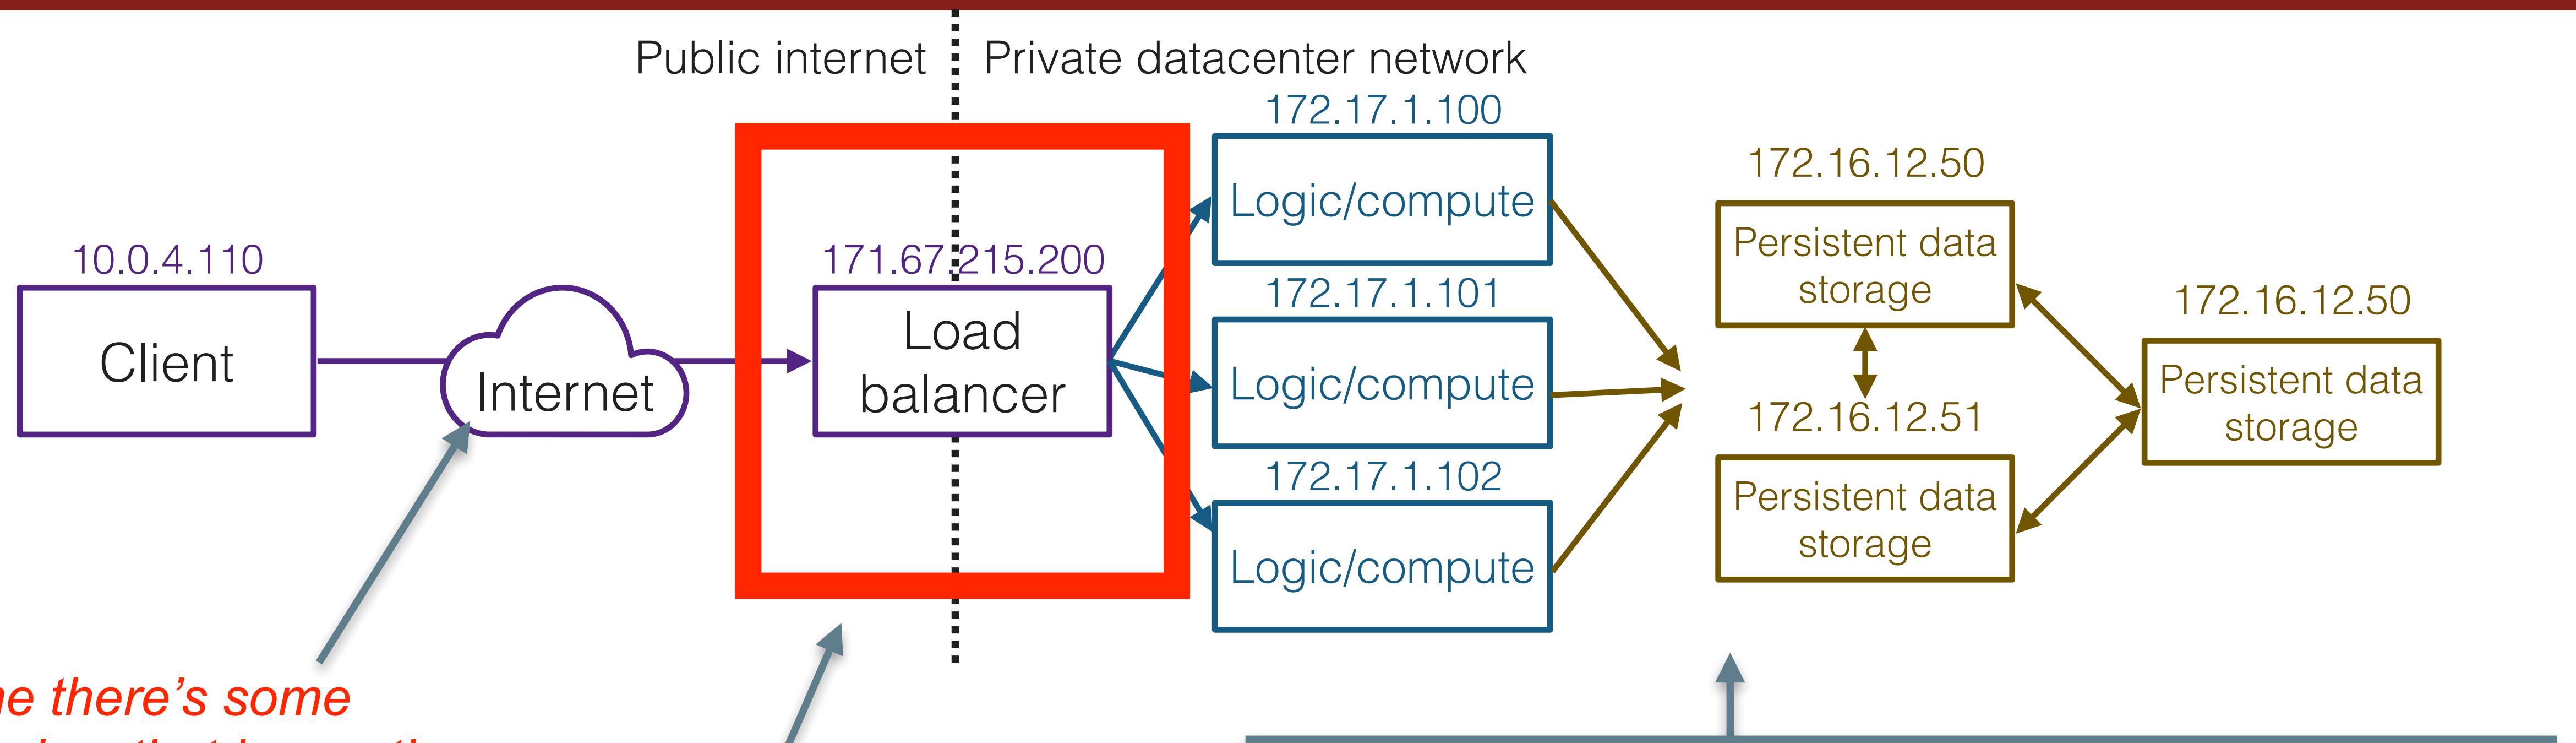 Public internet
Private datacenter network
10.0.4.110
Client
Internet
171.67.215.200
Load
balancer
172.17.1.100
Logic/compute
172.17.1.101
Logic/compute
172.17.1.102
Logic/compute
172.16.12.50
Persistent data
storage
172.16.12.51
Persistent data
storage
172.16.12.50
Persistent data
storage
there's some